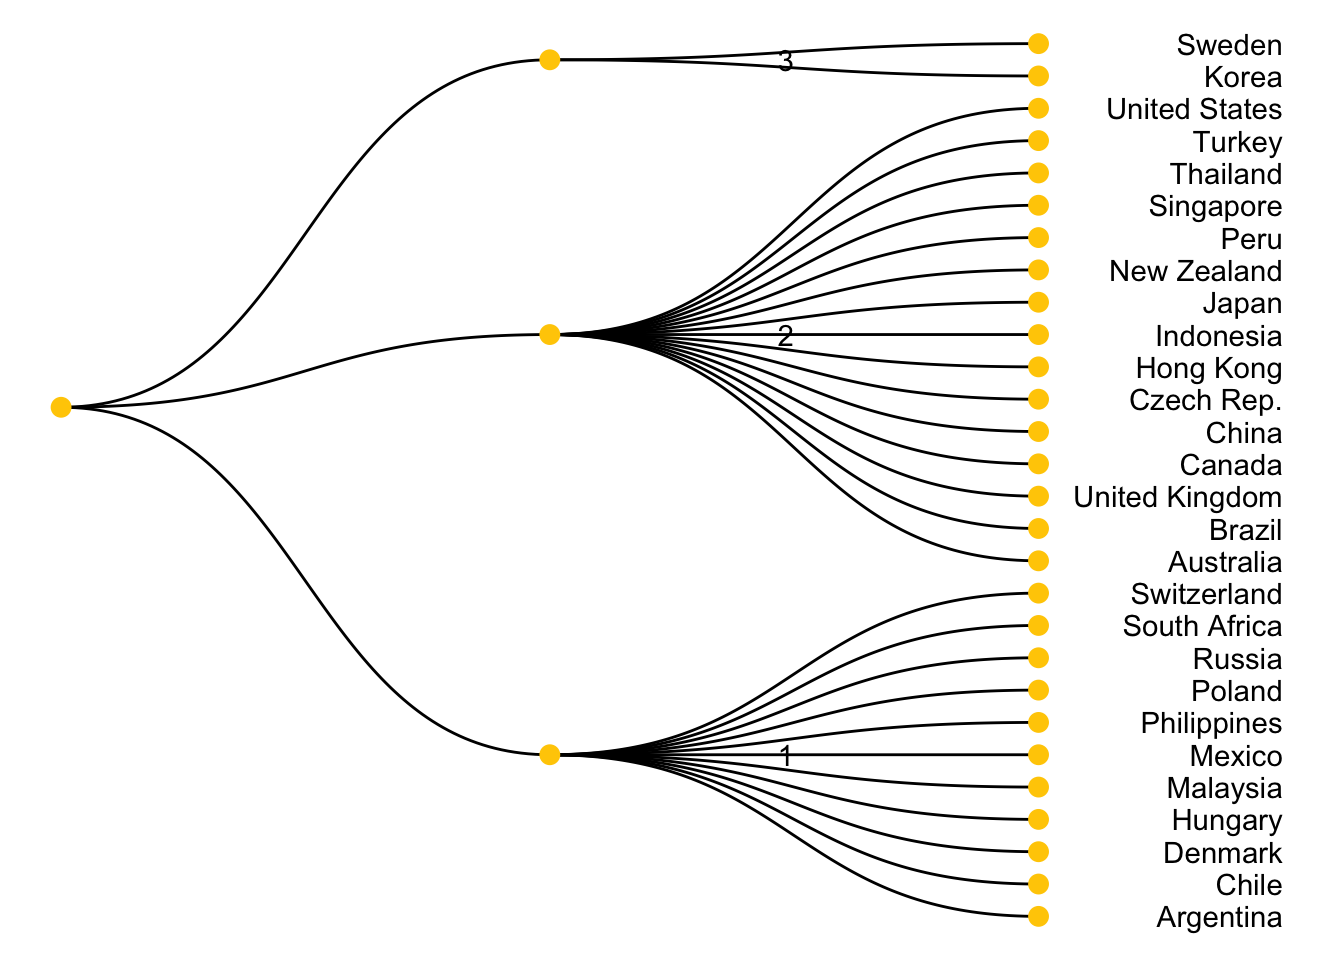 Sweden
3
Korea
United States
Turkey
Thailand
Singapore
Peru
New Zealand
Japan
2
Indonesia
Hong Kong
Czech Rep.
China
Canada
United Kingdom
Brazil
Australia
Switzerland
South Africa
Russia
Poland
Philippines
1
Mexico
Malaysia
Hungary
Denmark
Chile
Argentina